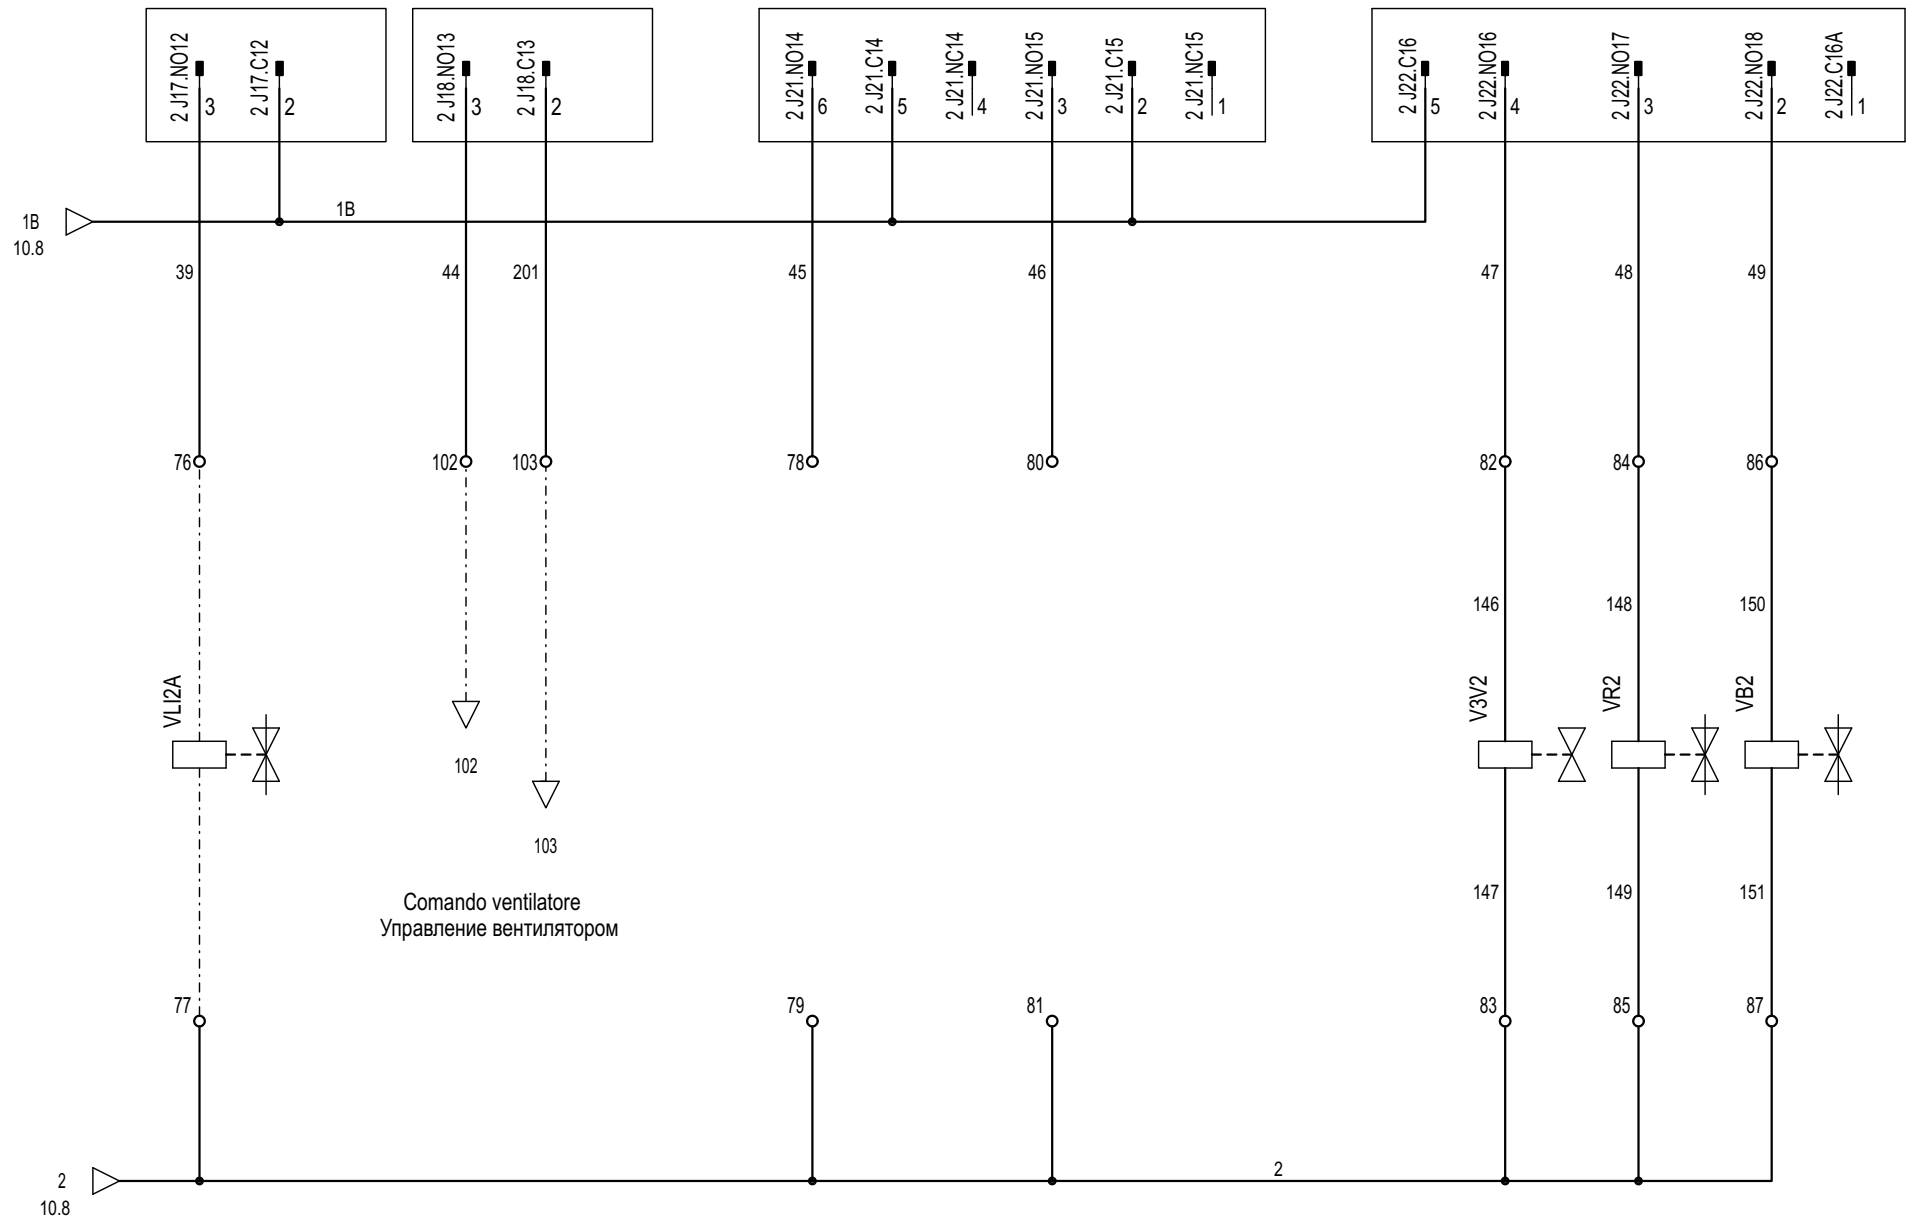 2 J17.NO12
3
2 J17.C12
2
2 J18.NO13
3
2 J18.C13
2
2 J21.NO14
6
2 J21.C14
5
2 J21.NC14
4
2 J21.NO15
3
2 J21.C15
2
2 J21.NC15
1
2 J22.C16
5
2 J22.NO16
4
2 J22.NO17
3
2 J22.NO18
2
2 J22.C16A
1
1B
10.8
1B
39
44
201
45
46
47
48
49
76
102
103
78
80
82
84
86
146
148
150
VLI2A
V3V2
VR2
VB2
102
103
Comando ventilatore
Управление вентилятором
147
149
151
77
79
81
83
85
87
2
10.8
2